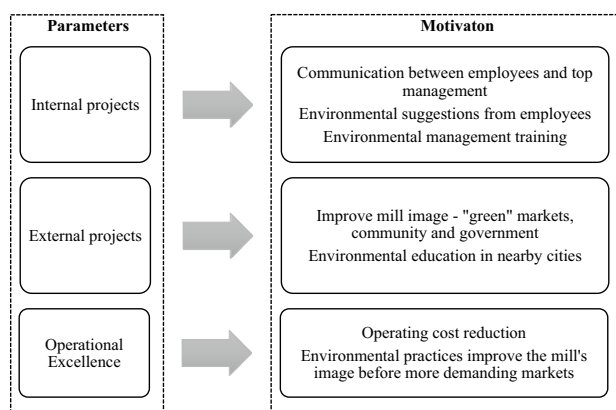 Parameters
Motivaton
Internal projects
Communication between employees and top
management
Environmental suggestions from employees
Environmental management training
External projects
Improve mill image - "green" markets,
community and government
Environmental education in nearby cities
Operational
Excellence
Operating cost reduction
Environmental practices improve the mill's
image before more demanding markets